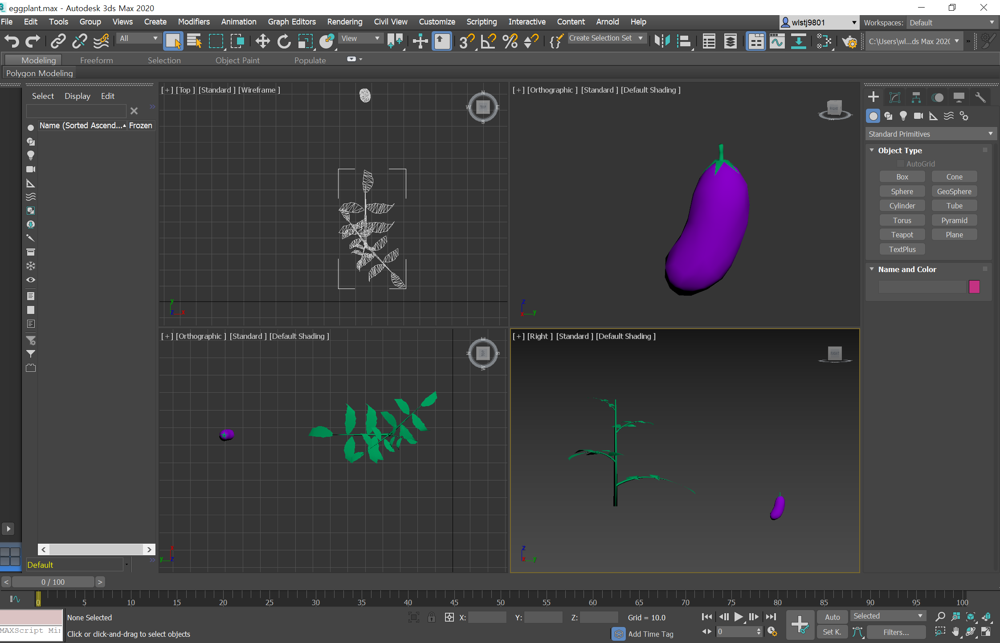 eggplant.max - Autodesk 3ds Max 2020
File Edit Tools Group Views Create Modifiers Animation Graph Editors Rendering Civil View Customize Scripting Interactive Content Arnold Help
wlstj9801
Workspaces: Default
All
View
Create Selection Set
C:\Users\wl...ds Max 202
Modeling Freeform Selection Object Paint Populate
Polygon Modeling
Select Display Edit
Name (Sorted Ascend... Frozen
Default
[+] [Top ] [Standard ] [Wireframe ]
N
W TOP E
S
y
z x
[+] [Orthographic ] [Standard ] [Default Shading ]
RIGHT
z
x y
[+] [Orthographic ] [Standard ] [Default Shading ]
E
N TOP S
W
x
y z
[+] [Right ] [Standard ] [Default Shading ]
RIGHT
z
x y
Standard Primitives
Object Type
AutoGrid
Box Cone
Sphere GeoSphere
Cylinder Tube
Torus Pyramid
Teapot Plane
TextPlus
Name and Color
< 0 / 100 >
0 5 10 15 20 25 30 35 40 45 50 55 60 65 70 75 80 85 90 95 100
None Selected
X: Y: Z: Grid = 10.0
Auto Selected
MAXScript Mi
Click or click-and-drag to select objects
Add Time Tag
0
Set K. Filters...